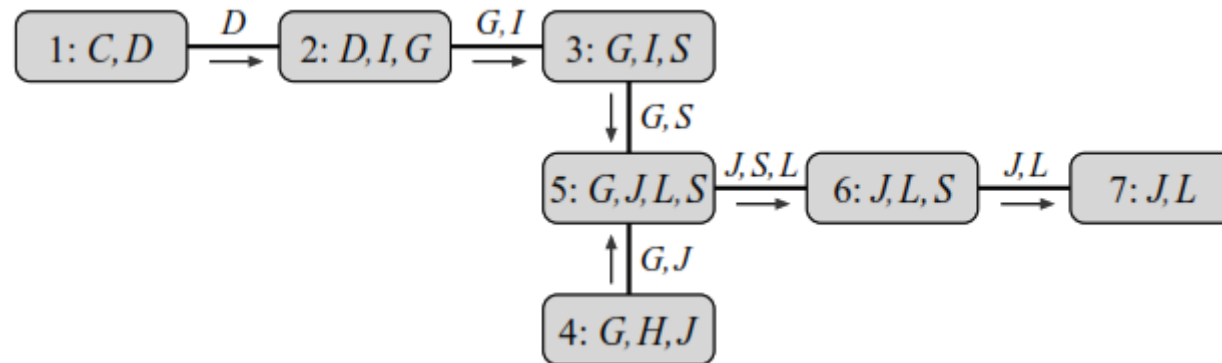 D G, I
1: C, D 2: D, I, G 3: G, I, S
G, S
J, S, L J, L
5: G, J, L, S 6: J, L, S 7: J, L
G, J
4: G, H, J